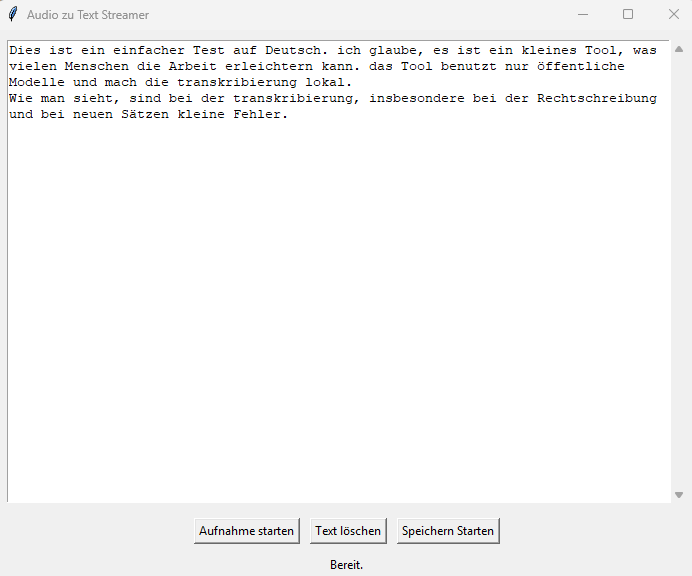 Audio zu Text Streamer
Dies ist ein einfacher Test auf Deutsch. ich glaube, es ist ein kleines Tool, was
vielen Menschen die Arbeit erleichtern kann. das Tool benutzt nur öffentliche
Modelle und mach die transkribierung lokal.
Wie man sieht, sind bei der transkribierung, insbesondere bei der Rechtschreibung
und bei neuen Sätzen kleine Fehler.
Aufnahme starten Text löschen Speichern Starten
Bereit.